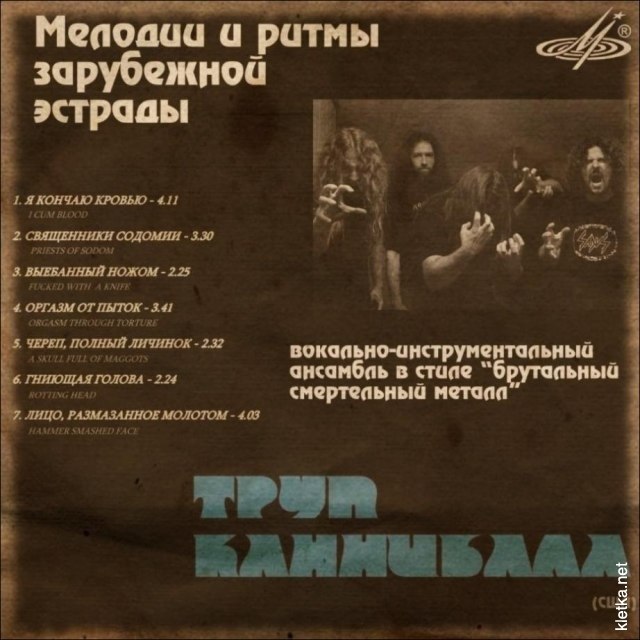 Мелодии и ритмы
зарубежной
эстрады
®
1. Я КОНЧАЮ КРОВЬЮ - 4.11
I CUM BLOOD
2. СВЯЩЕННИКИ СОДОМИИ - 3.30
PRIESTS OF SODOM
3. ВЫЕБАННЫЙ НОЖОМ - 2.25
FUCKED WITH A KNIFE
4. ОРГАЗМ ОТ ПЫТОК - 3.41
ORGASM THROUGH TORTURE
5. ЧЕРЕП, ПОЛНЫЙ ЛИЧИНОК - 2.32
A SKULL FULL OF MAGGOTS
6. ГНИЮЩАЯ ГОЛОВА - 2.24
ROTTING HEAD
7. ЛИЦО, РАЗМАЗАННОЕ МОЛОТОМ - 4.03
HAMMER SMASHED FACE
вокально-инструментальный
ансамбль в стиле "брутальный
смертельный металл"
ТРУП
КАННИБАЛА
(США)
kletka.net